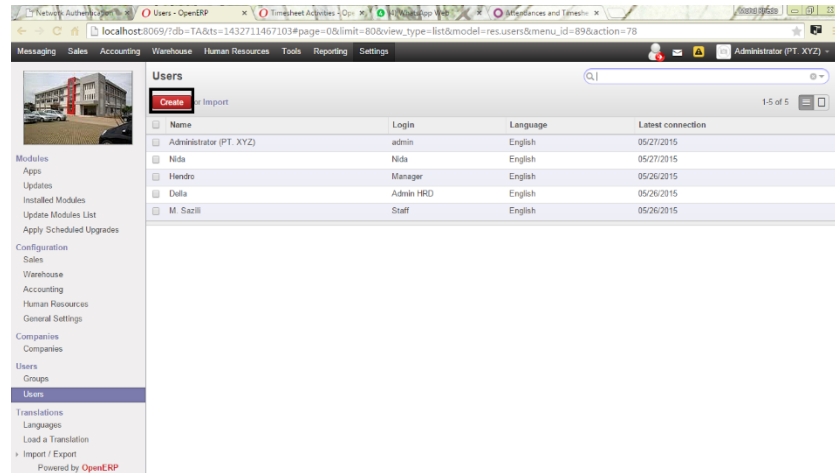 Network Authentication
Users - OpenERP
Timesheet Activities - Ope
(4) WhatsApp Web
Attendances and Timeshe
localhost:8069/?db=TA&ts=1432711467103#page=0&limit=80&view_type=list&model=res.users&menu_id=89&action=78
Messaging Sales Accounting Warehouse Human Resources Tools Reporting Settings
Administrator (PT. XYZ)
Users
Create or Import
1-5 of 5
Name Login Language Latest connection
Administrator (PT. XYZ) admin English 05/27/2015
Nida Nida English 05/27/2015
Hendro Manager English 05/26/2015
Della Admin HRD English 05/26/2015
M. Sazili Staff English 05/26/2015
Modules
Apps
Updates
Installed Modules
Update Modules List
Apply Scheduled Upgrades
Configuration
Sales
Warehouse
Accounting
Human Resources
General Settings
Companies
Companies
Users
Groups
Users
Translations
Languages
Load a Translation
Import / Export
Powered by OpenERP